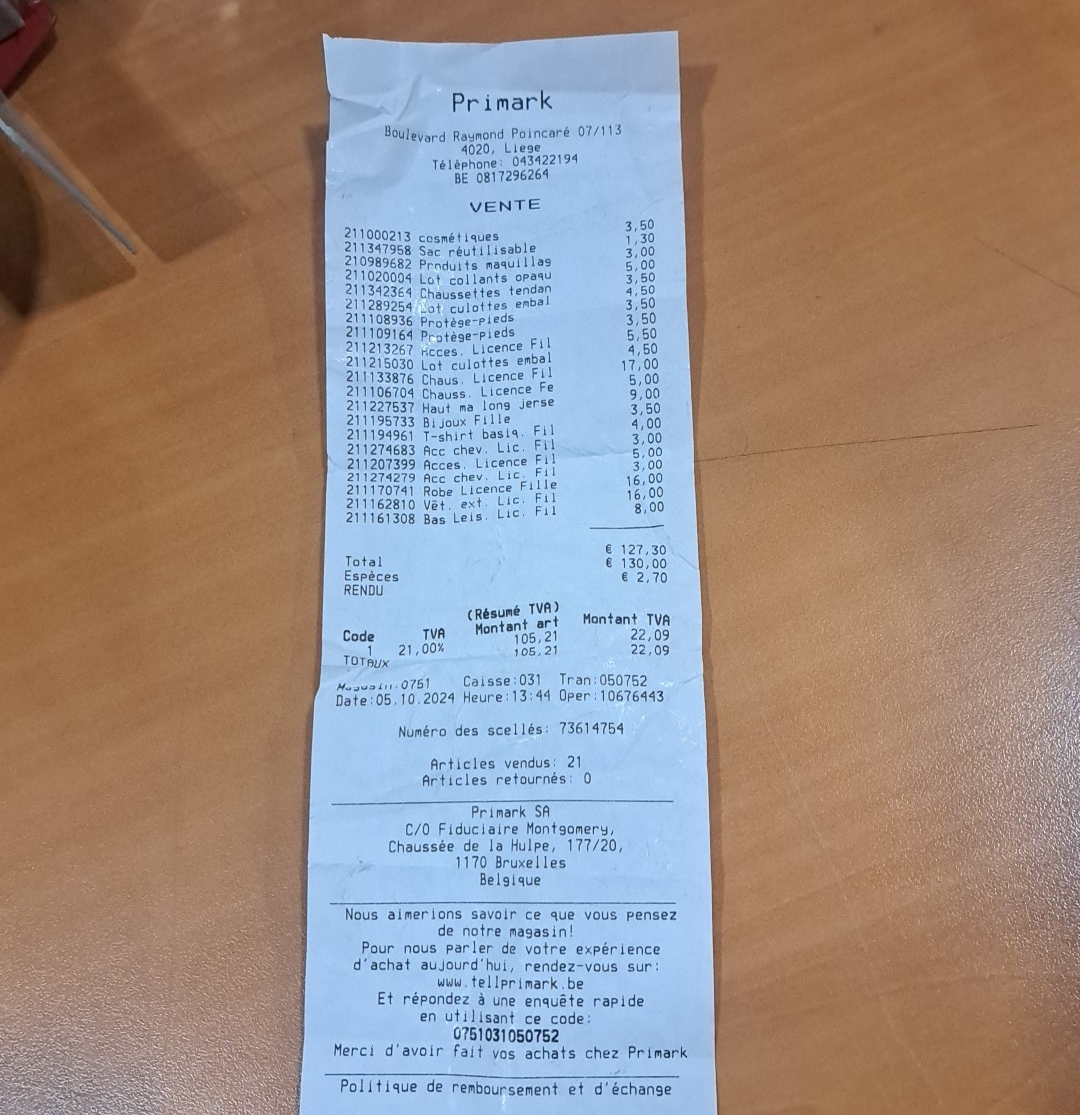 Primark
Boulevard Raymond Poincaré 07/113
4020, Liege
Téléphone: 043422194
BE 0817296264
VENTE
211000213 cosmétiques 3,50
211347958 Sac réutilisable 1,30
210989682 Produits maquillag 3,00
211020004 Lot collants opaqu 5,00
211342364 Chaussettes tendan 3,50
211289254 Lot culottes embal 4,50
211108936 Protège-pieds 3,50
211109164 Protège-pieds 3,50
211213267 Acces. Licence Fil 5,50
211215030 Lot culottes embal 4,50
211133876 Chaus. Licence Fil 17,00
211106704 Chauss. Licence Fe 5,00
211227537 Haut ma long jerse 9,00
211195733 Bijoux Fille 3,50
211194961 T-shirt basiq. Fil 4,00
211274683 Acc chev. Lic. Fil 3,00
211207399 Acces. Licence Fil 5,00
211274279 Acc chev. Lic. Fil 3,00
211170741 Robe Licence Fille 16,00
211162810 Vêt. ext. Lic. Fil 16,00
211161308 Bas Leis. Lic. Fil 8,00
Total € 127,30
Espèces € 130,00
RENDU € 2,70
(Résumé TVA)
Code TVA Montant art Montant TVA
1 21,00% 105,21 22,09
TOTAUX 105,21 22,09
Magasin:0751 Caisse:031 Tran:050752
Date:05.10.2024 Heure:13:44 Oper:10676443
Numéro des scellés: 73614754
Articles vendus: 21
Articles retournés: 0
Primark SA
C/O Fiduciaire Montgomery,
Chaussée de la Hulpe, 177/20,
1170 Bruxelles
Belgique
Nous aimerions savoir ce que vous pensez
de notre magasin!
Pour nous parler de votre expérience
d'achat aujourd'hui, rendez-vous sur:
www.tellprimark.be
Et répondez à une enquête rapide
en utilisant ce code:
0751031050752
Merci d'avoir fait vos achats chez Primark
Politique de remboursement et d'échange